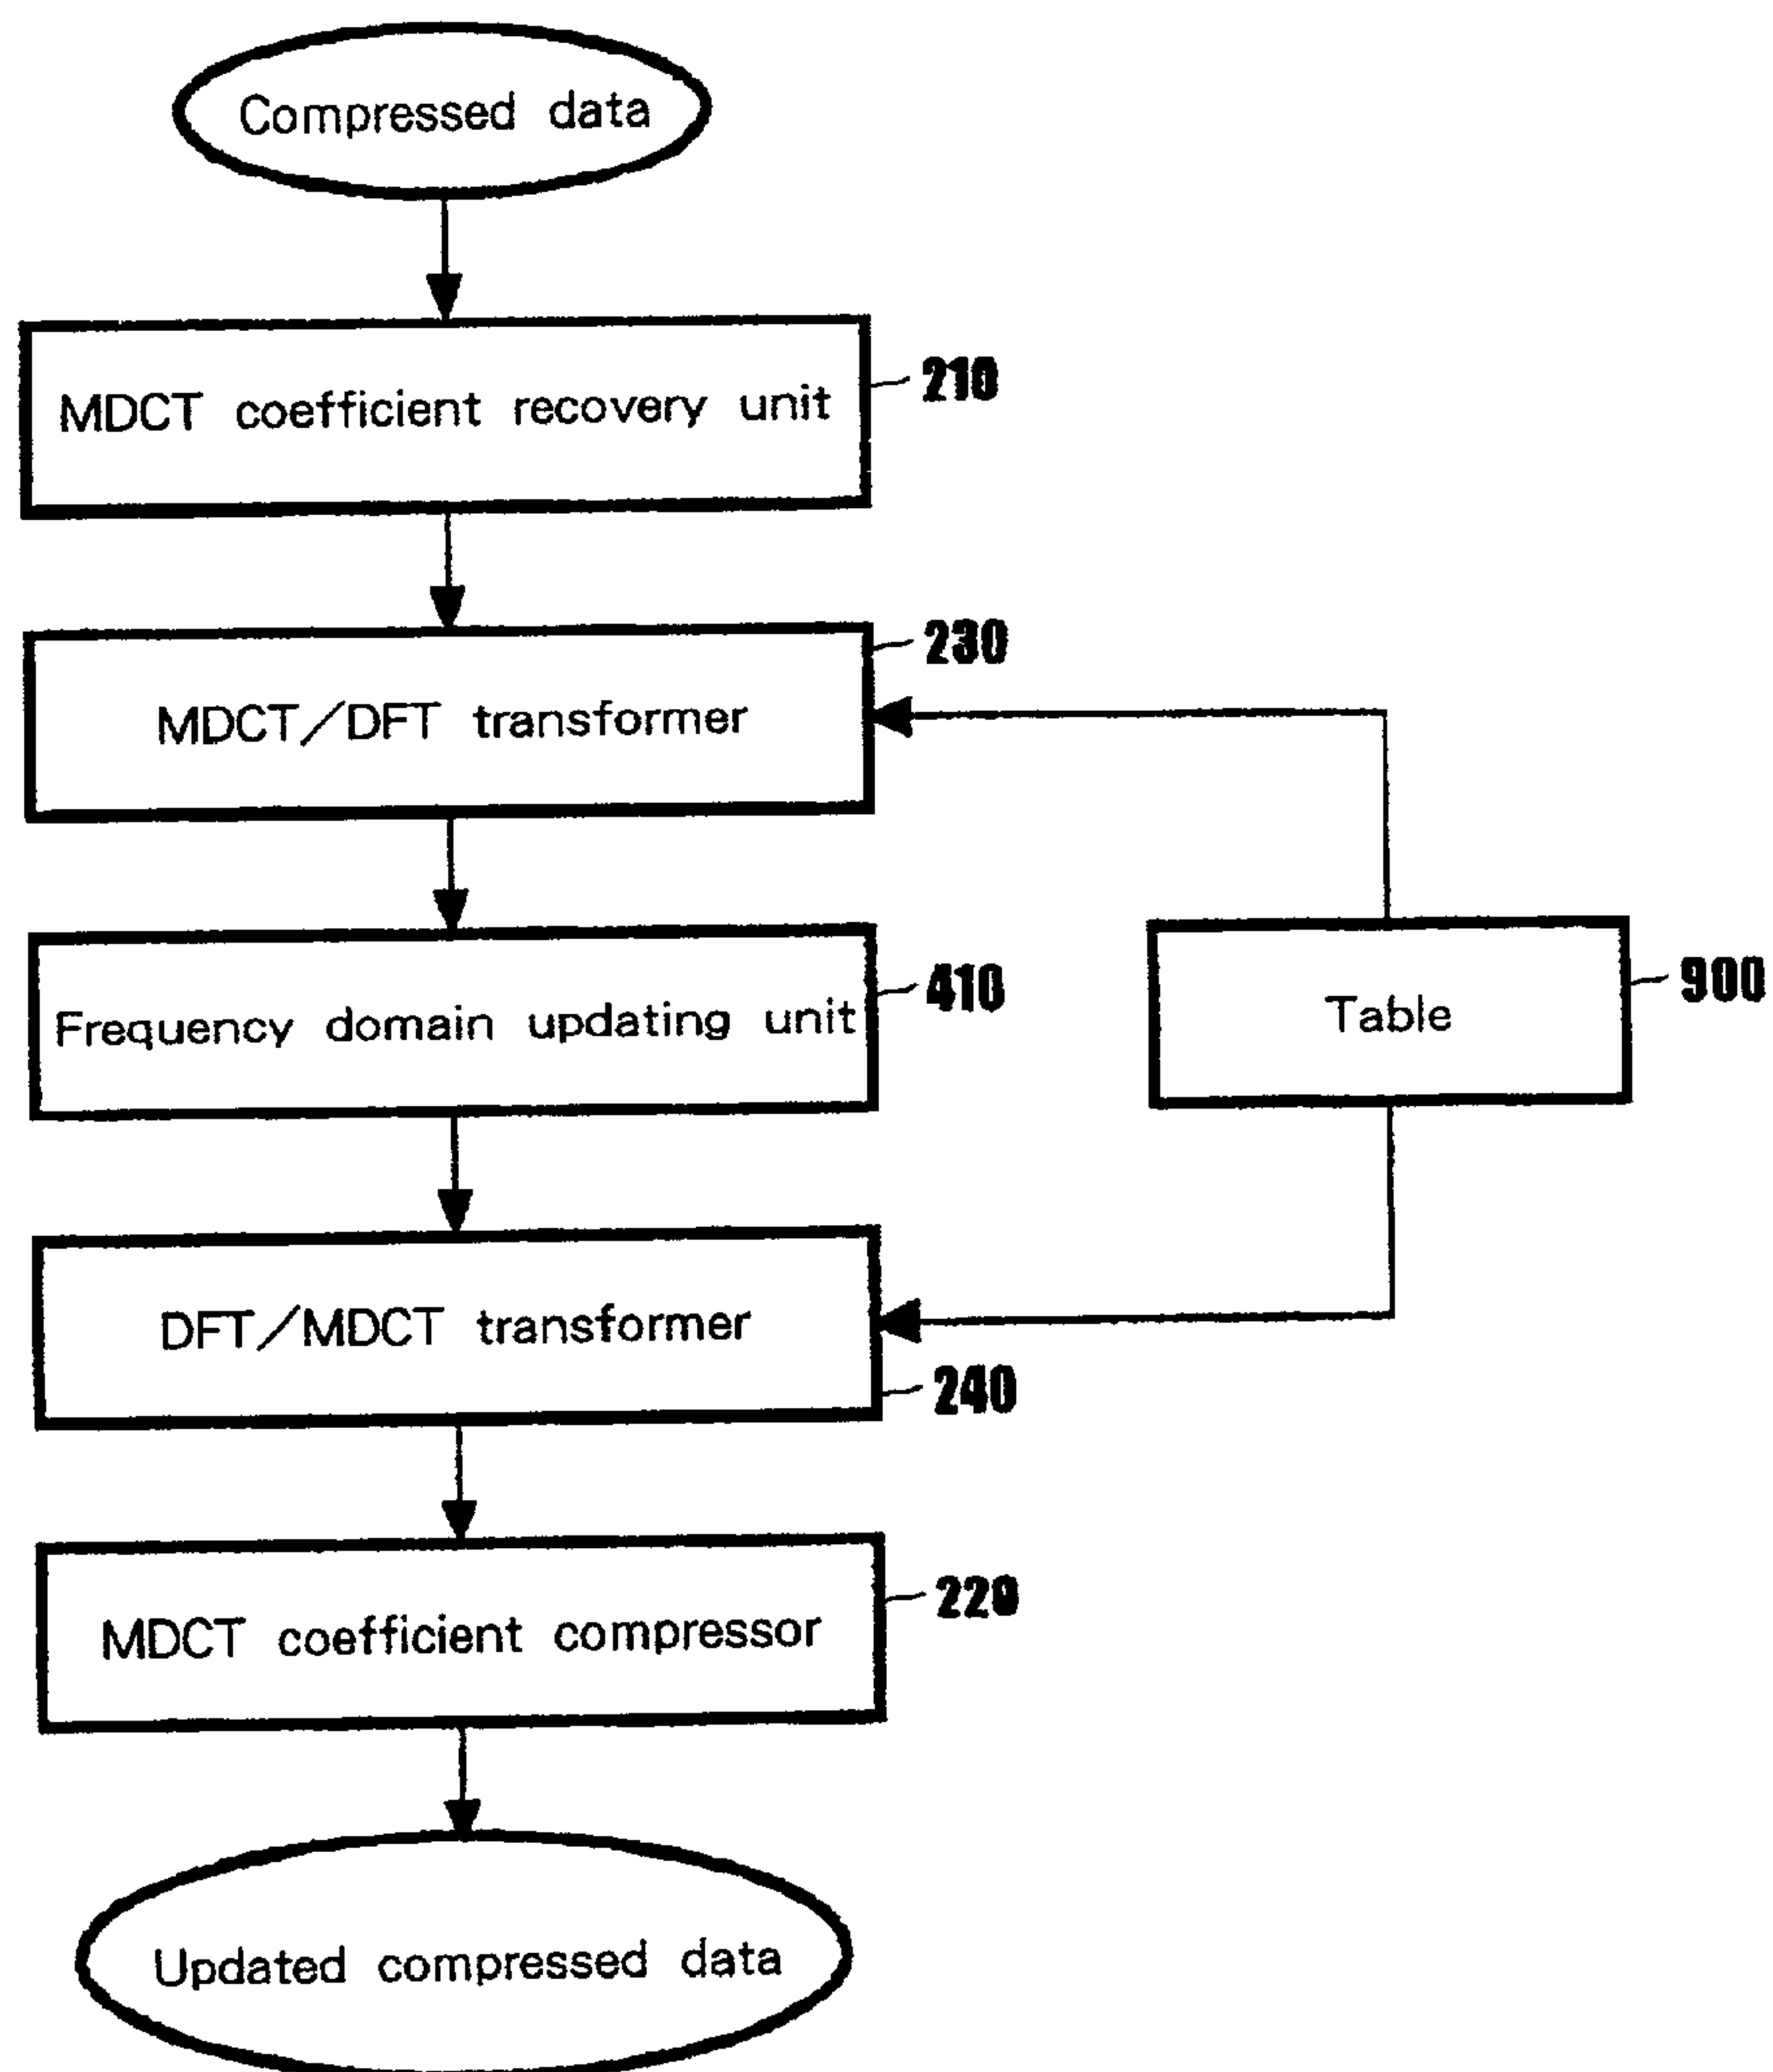 Compressed data
MDCT coefficient recovery unit
210
MDCT/DFT transformer
230
Frequency domain updating unit
410
Table
900
DFT/MDCT transformer
240
MDCT coefficient compressor
220
Updated compressed data